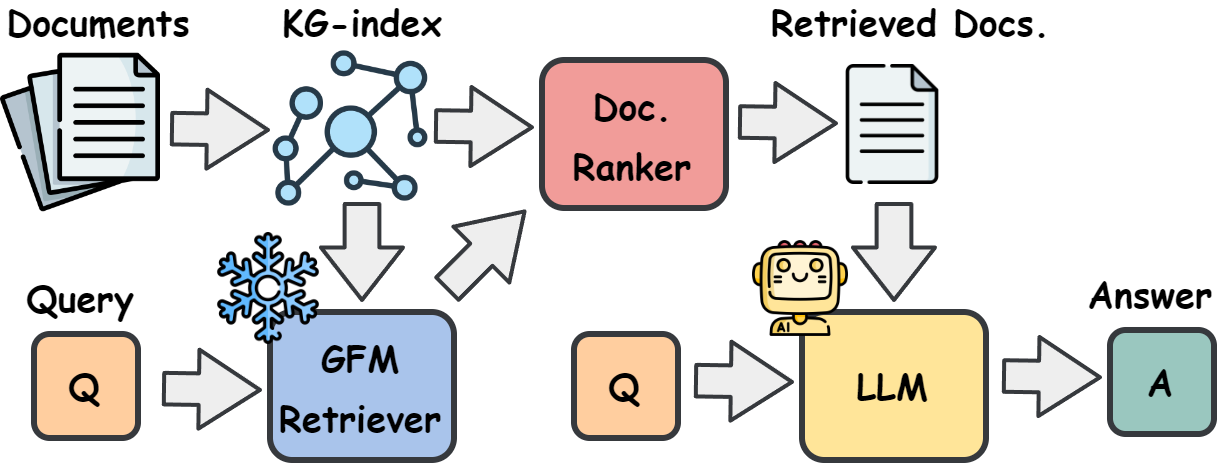 Documents
KG-index
Retrieved Docs.
Doc.
Ranker
Query
Q
GFM
Retriever
Q
AI
LLM
Answer
A